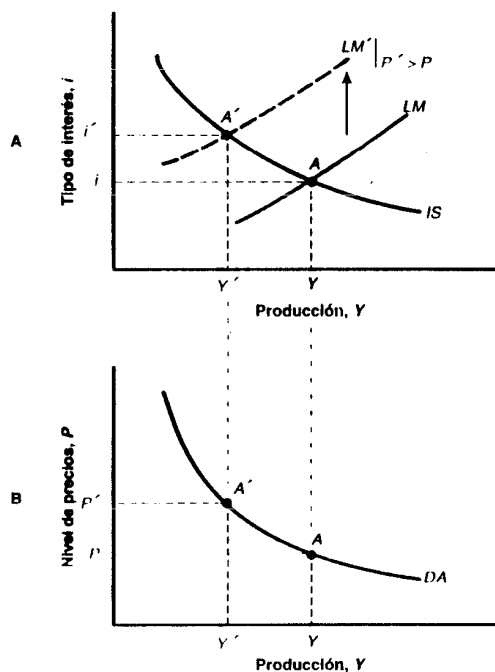 LM´|P´ > P
LM
A´
i´
A
A
Tipo de interés, i
i
IS
Y´
Y
Producción, Y
A´
P´
B
A
Nivel de precios, P
P
DA
Y´
Y
Producción, Y